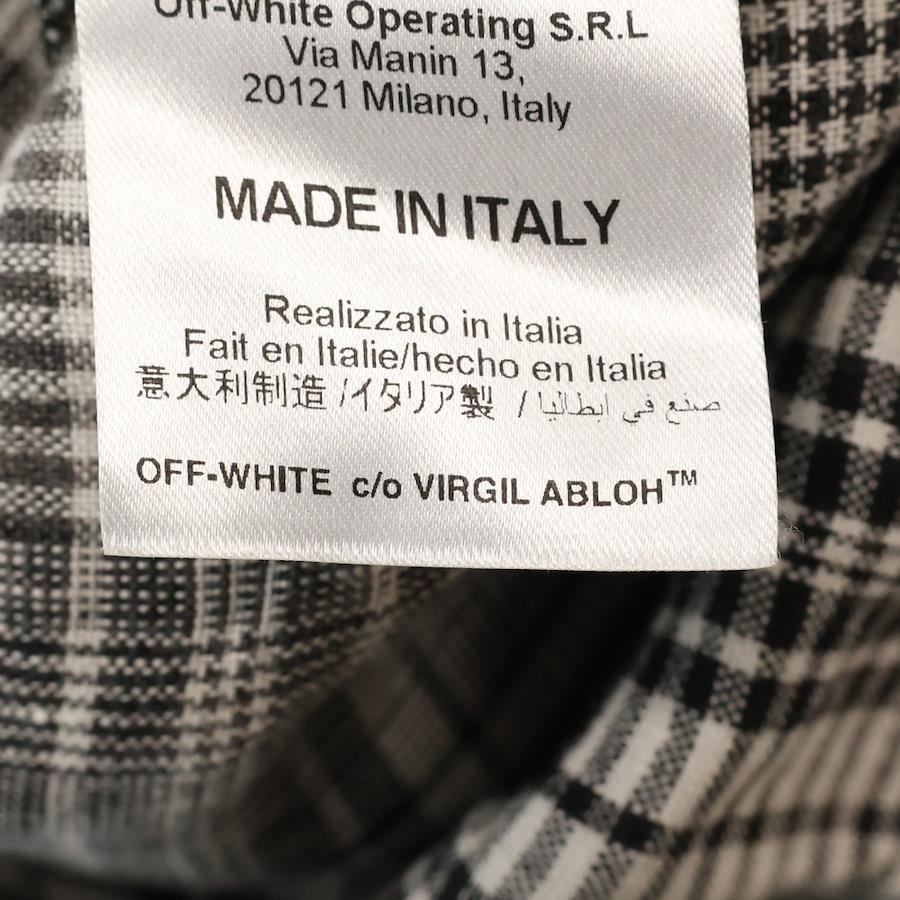 Off-White Operating S.R.L
Via Manin 13,
20121 Milano, Italy
MADE IN ITALY
Realizzato in Italia
Fait en Italie/hecho en Italia
意大利制造 /イタリア製 / صنع في ايطاليا
OFF-WHITE c/o VIRGIL ABLOH™